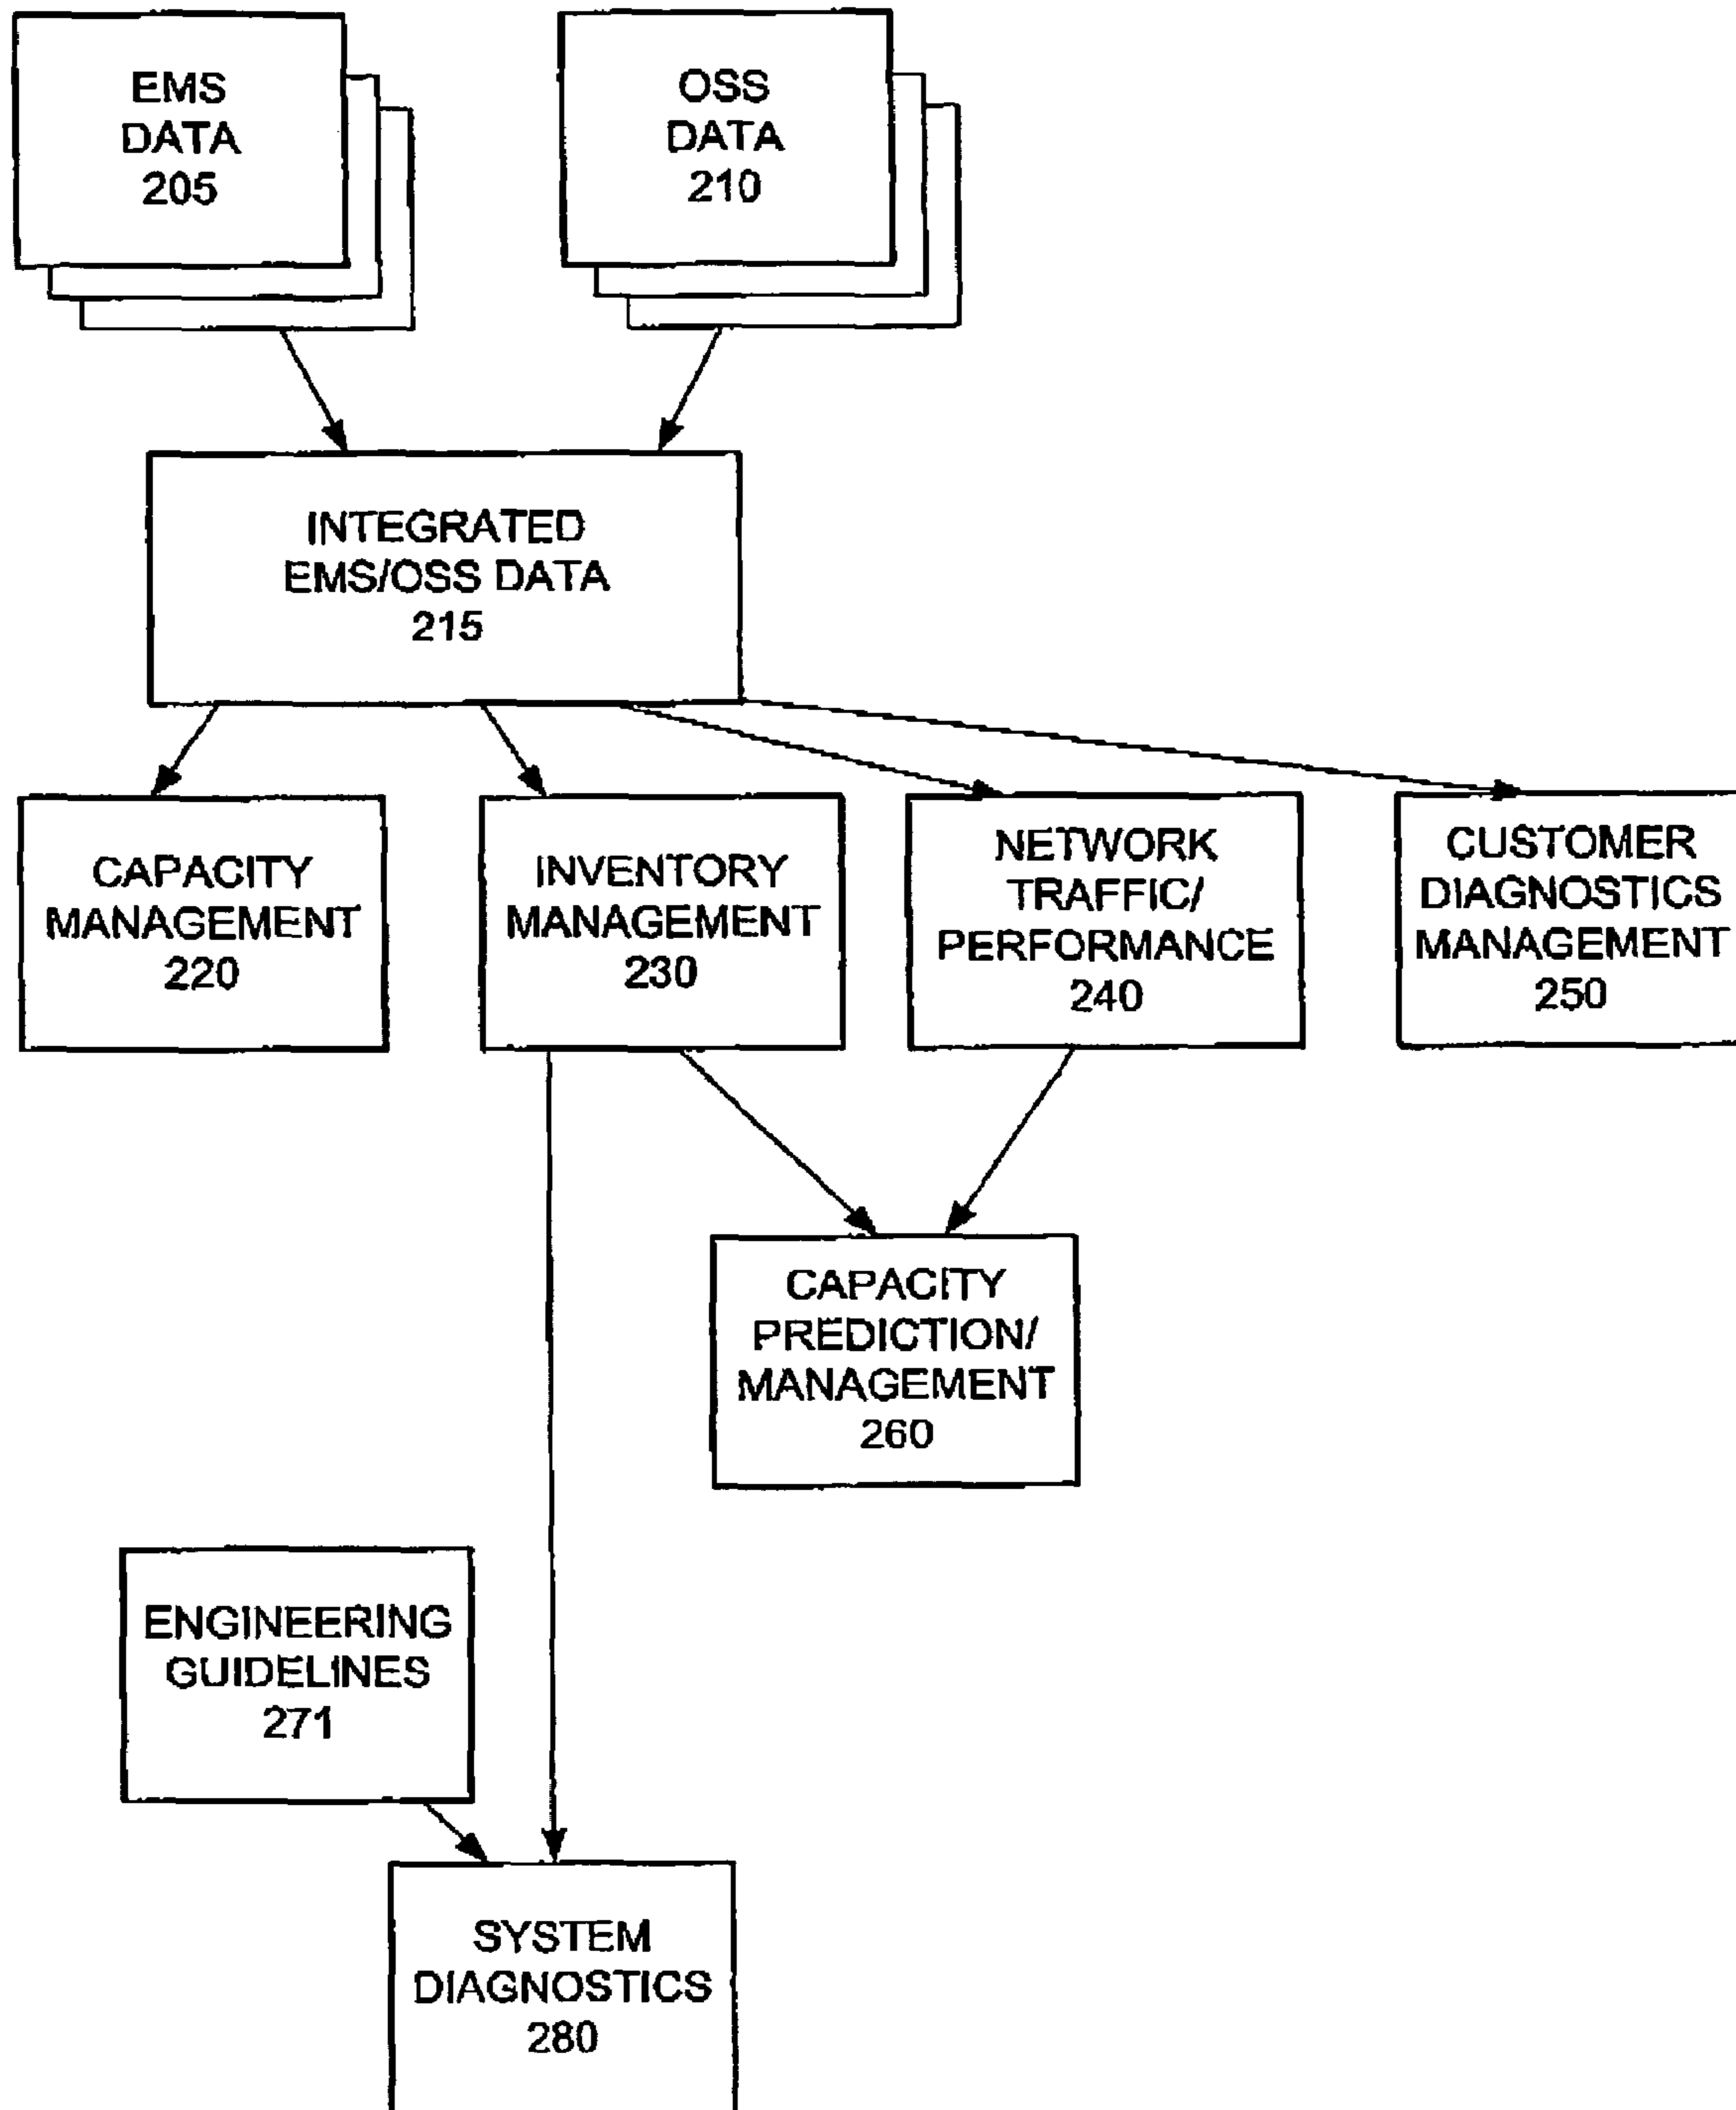 EMS
DATA
205
OSS
DATA
210
INTEGRATED
EMS/OSS DATA
215
CAPACITY
MANAGEMENT
220
INVENTORY
MANAGEMENT
230
NETWORK
TRAFFIC/
PERFORMANCE
240
CUSTOMER
DIAGNOSTICS
MANAGEMENT
250
CAPACITY
PREDICTION/
MANAGEMENT
260
ENGINEERING
GUIDELINES
271
SYSTEM
DIAGNOSTICS
280